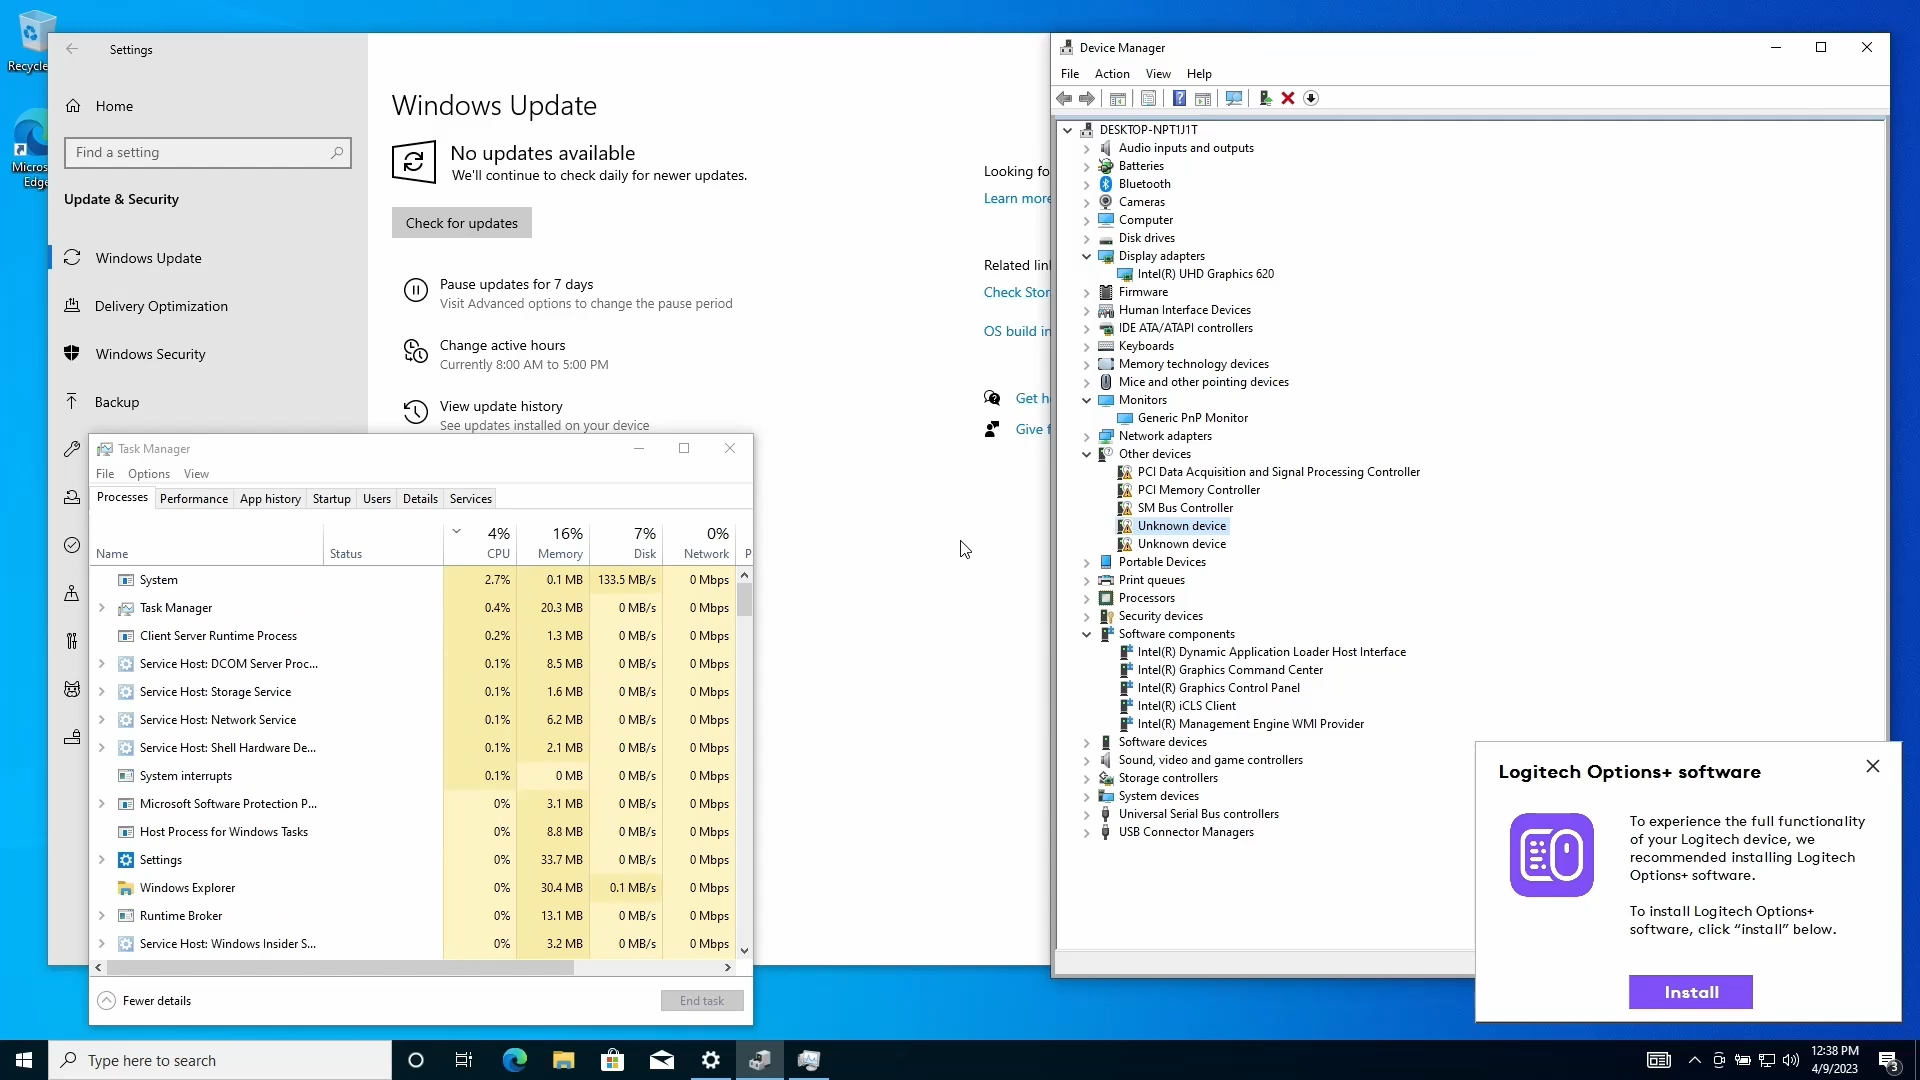 Recycle
Micros
Edge
Settings
Home
Find a setting
Update & Security
Windows Update
Delivery Optimization
Windows Security
Backup
Windows Update
No updates available
We'll continue to check daily for newer updates.
Check for updates
Pause updates for 7 days
Visit Advanced options to change the pause period
Change active hours
Currently 8:00 AM to 5:00 PM
View update history
See updates installed on your device
Looking fo
Learn more
Related lin
Check Stor
OS build in
Get h
Give f
Task Manager
File Options View
Processes Performance App history Startup Users Details Services
4% 16% 7% 0%
Name Status CPU Memory Disk Network P
System 2.7% 0.1 MB 133.5 MB/s 0 Mbps
Task Manager 0.4% 20.3 MB 0 MB/s 0 Mbps
Client Server Runtime Process 0.2% 1.3 MB 0 MB/s 0 Mbps
Service Host: DCOM Server Proc... 0.1% 8.5 MB 0 MB/s 0 Mbps
Service Host: Storage Service 0.1% 1.6 MB 0 MB/s 0 Mbps
Service Host: Network Service 0.1% 6.2 MB 0 MB/s 0 Mbps
Service Host: Shell Hardware De... 0.1% 2.1 MB 0 MB/s 0 Mbps
System interrupts 0.1% 0 MB 0 MB/s 0 Mbps
Microsoft Software Protection P... 0% 3.1 MB 0 MB/s 0 Mbps
Host Process for Windows Tasks 0% 8.8 MB 0 MB/s 0 Mbps
Settings 0% 33.7 MB 0 MB/s 0 Mbps
Windows Explorer 0% 30.4 MB 0.1 MB/s 0 Mbps
Runtime Broker 0% 13.1 MB 0 MB/s 0 Mbps
Service Host: Windows Insider S... 0% 3.2 MB 0 MB/s 0 Mbps
Fewer details
End task
Device Manager
File Action View Help
DESKTOP-NPT1J1T
Audio inputs and outputs
Batteries
Bluetooth
Cameras
Computer
Disk drives
Display adapters
Intel(R) UHD Graphics 620
Firmware
Human Interface Devices
IDE ATA/ATAPI controllers
Keyboards
Memory technology devices
Mice and other pointing devices
Monitors
Generic PnP Monitor
Network adapters
Other devices
PCI Data Acquisition and Signal Processing Controller
PCI Memory Controller
SM Bus Controller
Unknown device
Unknown device
Portable Devices
Print queues
Processors
Security devices
Software components
Intel(R) Dynamic Application Loader Host Interface
Intel(R) Graphics Command Center
Intel(R) Graphics Control Panel
Intel(R) iCLS Client
Intel(R) Management Engine WMI Provider
Software devices
Sound, video and game controllers
Storage controllers
System devices
Universal Serial Bus controllers
USB Connector Managers
Logitech Options+ software
To experience the full functionality
of your Logitech device, we
recommended installing Logitech
Options+ software.
To install Logitech Options+
software, click “install” below.
Install
Type here to search
12:38 PM
4/9/2023
3